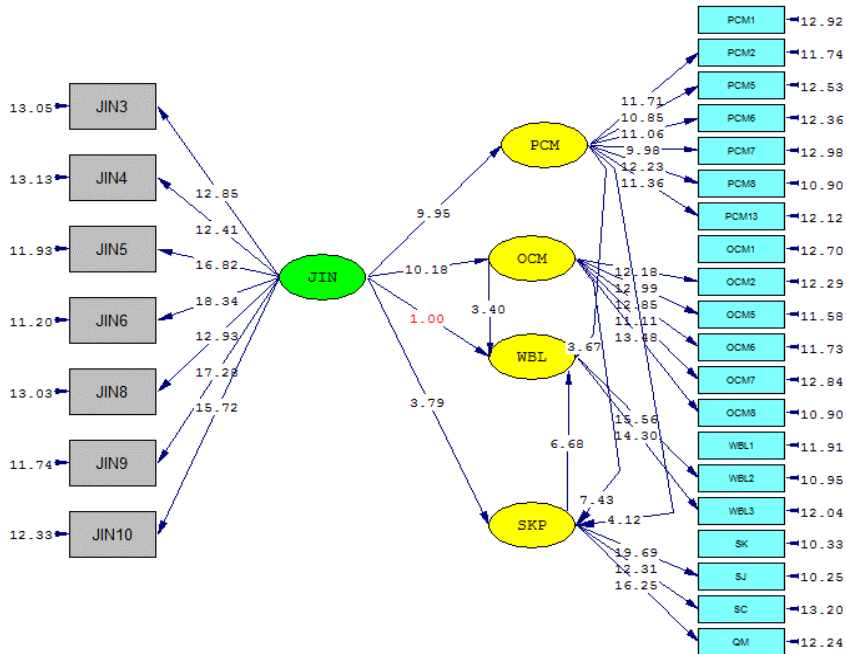 PCM1 12.92
PCM2 11.74
PCM5 12.53
PCM6 12.36
PCM7 12.98
PCM8 10.90
PCM13 12.12
OCM1 12.70
OCM2 12.29
OCM5 11.58
OCM6 11.73
OCM7 12.84
OCM8 10.90
WBL1 11.91
WBL2 10.95
WBL3 12.04
SK 10.33
SJ 10.25
SC 13.20
QM 12.24
13.05 JIN3
13.13 JIN4
11.93 JIN5
11.20 JIN6
13.03 JIN8
11.74 JIN9
12.33 JIN10
12.85
12.41
16.82
18.34
12.93
17.28
15.72
JIN
9.95
10.18
1.00
3.79
PCM
OCM
WBL
SKP
3.40
6.68
3.67
7.43
4.12
11.71
10.85
11.06
9.98
12.23
11.36
12.18
12.99
12.85
11.11
13.48
15.56
14.30
19.69
12.31
16.25